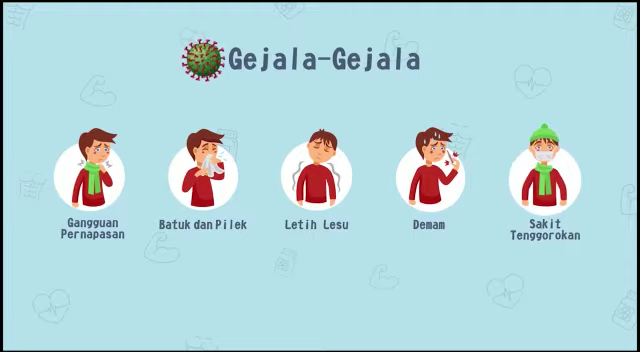 Gejala-Gejala
Gangguan
Pernapasan
Batuk dan Pilek
Letih Lesu
Demam
Sakit
Tenggorokan